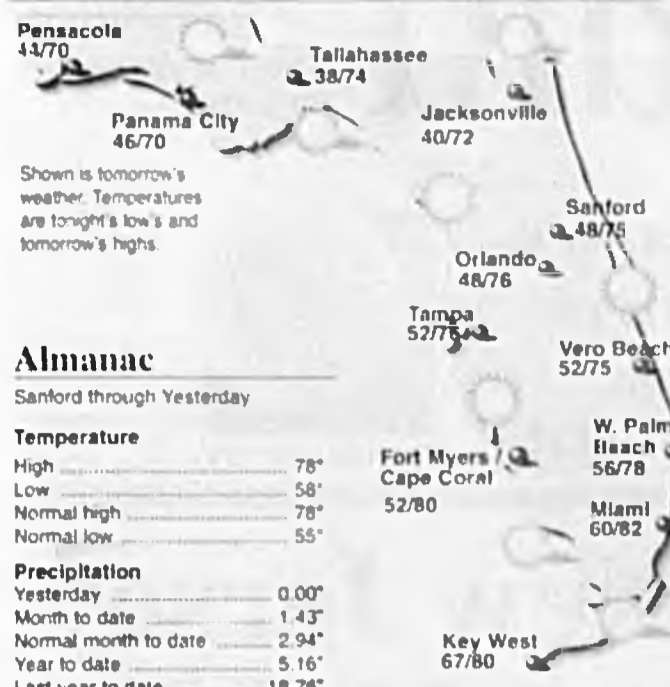 Pensacola
44/70
Tallahassee
38/74
Panama City
46/70
Jacksonville
40/72
Shown is tomorrow's
weather. Temperatures
are tonight's low's and
tomorrow's highs.
Sanford
48/75
Orlando
48/76
Tampa
Vero Beach
52/75
W. Palm
Beach
56/78
Fort Myers /
Cape Coral
52/80
Miami
60/82
Key West
67/80
Almanac
Sanford through Yesterday
Temperature
High 78°
Low 58°
Normal high 78°
Normal low 55°
Precipitation
Yesterday 0.00"
Month to date 1.43"
Normal month to date 2.94"
Year to date 5.16"
Last year to date